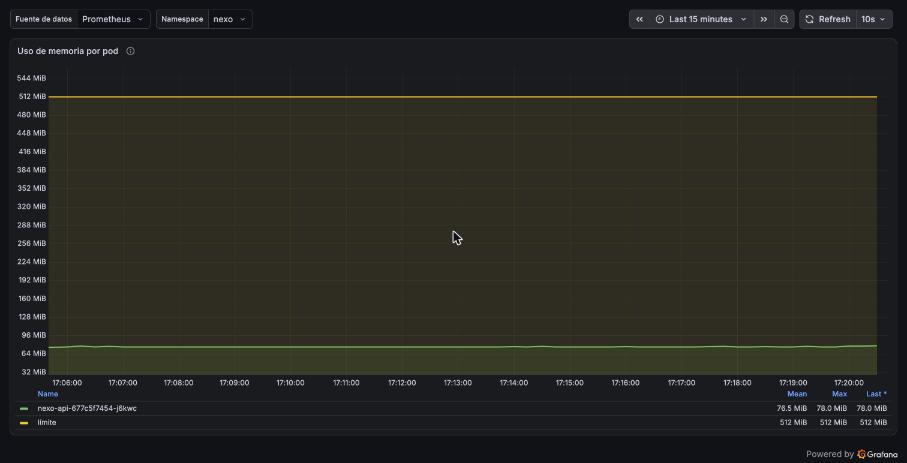 Fuente de datos Prometheus Namespace nexo Last 15 minutes Refresh 10s
Uso de memoria por pod
544 MiB
512 MiB
480 MiB
448 MiB
416 MiB
384 MiB
352 MiB
320 MiB
288 MiB
256 MiB
224 MiB
192 MiB
160 MiB
128 MiB
96 MiB
64 MiB
32 MiB
17:06:00 17:07:00 17:08:00 17:09:00 17:10:00 17:11:00 17:12:00 17:13:00 17:14:00 17:15:00 17:16:00 17:17:00 17:18:00 17:19:00 17:20:00
Name Mean Max Last *
nexo-api-677c5f7454-j6kwc 76.5 MiB 78.0 MiB 78.0 MiB
límite 512 MiB 512 MiB 512 MiB
Powered by Grafana